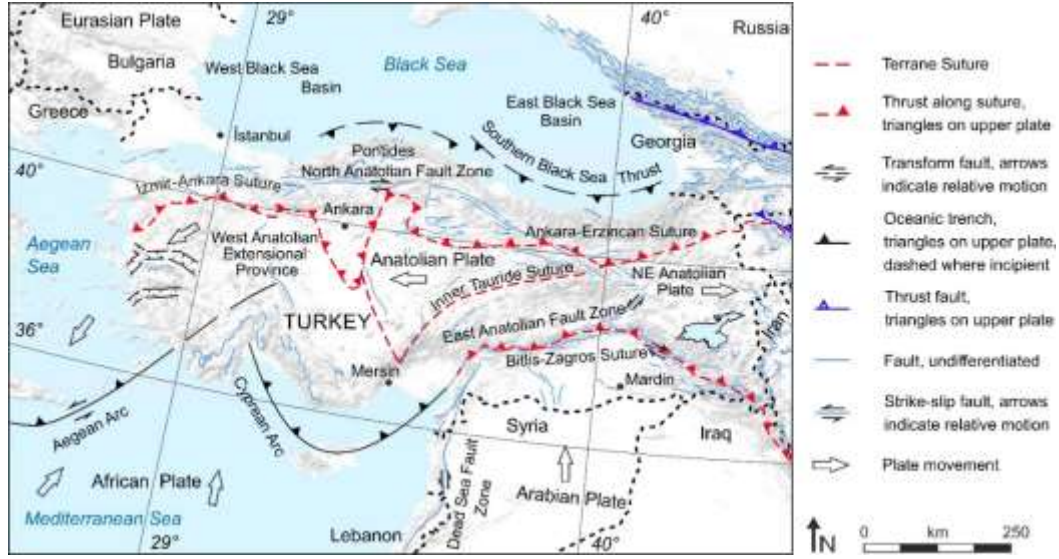 Eurasian Plate
29°
40°
Russia
Bulgaria
West Black Sea
Basin
Black Sea
Greece
İstanbul
East Black Sea
Basin
Georgia
Southern Black Sea Thrust
Pontides
North Anatolian Fault Zone
40°
Izmir-Ankara Suture
Ankara
Ankara-Erzincan Suture
Aegean
Sea
West Anatolian
Extensional
Province
Anatolian Plate
Inner Tauride Suture
NE Anatolian
Plate
Iran
36°
TURKEY
East Anatolian Fault Zone
Bitlis-Zagros Suture
Mersin
Mardin
Aegean Arc
Cyprean Arc
Syria
Iraq
African Plate
Dead Sea Fault
Zone
Arabian Plate
Mediterranean Sea
Lebanon
29°
40°
Terrane Suture
Thrust along suture,
triangles on upper plate
Transform fault, arrows
indicate relative motion
Oceanic trench,
triangles on upper plate,
dashed where incipient
Thrust fault,
triangles on upper plate
Fault, undifferentiated
Strike-slip fault, arrows
indicate relative motion
Plate movement
N
0 km 250